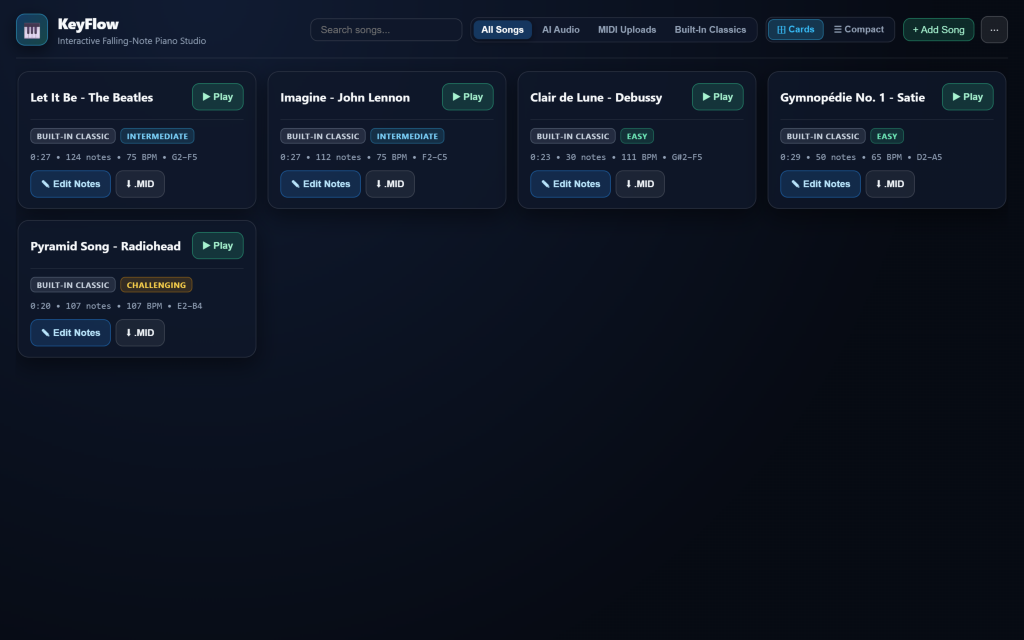 KeyFlow
Interactive Falling-Note Piano Studio
Search songs...
All Songs
AI Audio
MIDI Uploads
Built-In Classics
Cards
Compact
+ Add Song
...
Let It Be - The Beatles
▶ Play
BUILT-IN CLASSIC
INTERMEDIATE
0:27 • 124 notes • 75 BPM • G2–F5
✎ Edit Notes
⬇ .MID
Imagine - John Lennon
▶ Play
BUILT-IN CLASSIC
INTERMEDIATE
0:27 • 112 notes • 75 BPM • F2–C5
✎ Edit Notes
⬇ .MID
Clair de Lune - Debussy
▶ Play
BUILT-IN CLASSIC
EASY
0:23 • 30 notes • 111 BPM • G#2–F5
✎ Edit Notes
⬇ .MID
Gymnopédie No. 1 - Satie
▶ Play
BUILT-IN CLASSIC
EASY
0:29 • 50 notes • 65 BPM • D2–A5
✎ Edit Notes
⬇ .MID
Pyramid Song - Radiohead
▶ Play
BUILT-IN CLASSIC
CHALLENGING
0:20 • 107 notes • 107 BPM • E2–B4
✎ Edit Notes
⬇ .MID